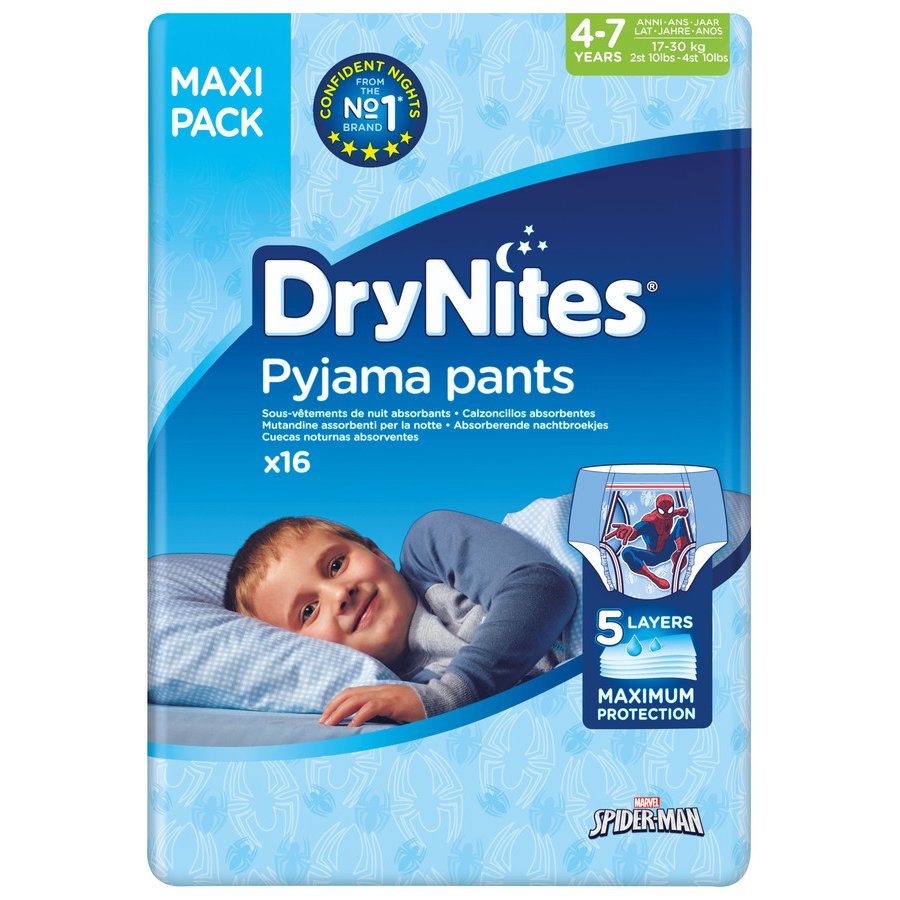 MAXI
PACK
CONFIDENT NIGHTS
FROM
THE
Nº1*
BRAND
4-7
YEARS
ANNI • ANS • JAAR
LAT • JAHRE • ANOS
17-30 kg
2st 10lbs - 4st 10lbs
DryNites®
Pyjama pants
Sous-vêtements de nuit absorbants • Calzoncillos absorbentes
Mutandine assorbenti per la notte • Absorberende nachtbroekjes
Cuecas noturnas absorventes
x16
5 LAYERS
MAXIMUM
PROTECTION
MARVEL
SPIDER-MAN